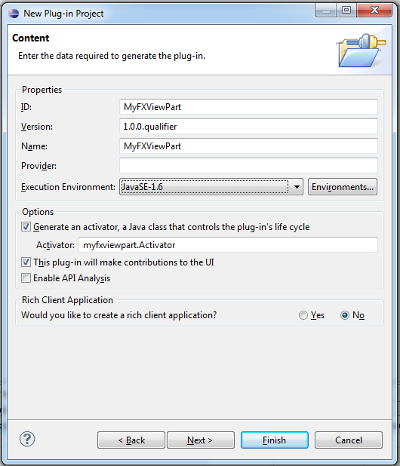 New Plug-in Project
Content
Enter the data required to generate the plug-in.
Properties
ID: MyFXViewPart
Version: 1.0.0.qualifier
Name: MyFXViewPart
Provider:
Execution Environment: JavaSE-1.6 Environments...
Options
Generate an activator, a Java class that controls the plug-in's life cycle
Activator: myfxviewpart.Activator
This plug-in will make contributions to the UI
Enable API Analysis
Rich Client Application
Would you like to create a rich client application? Yes No
? < Back Next > Finish Cancel